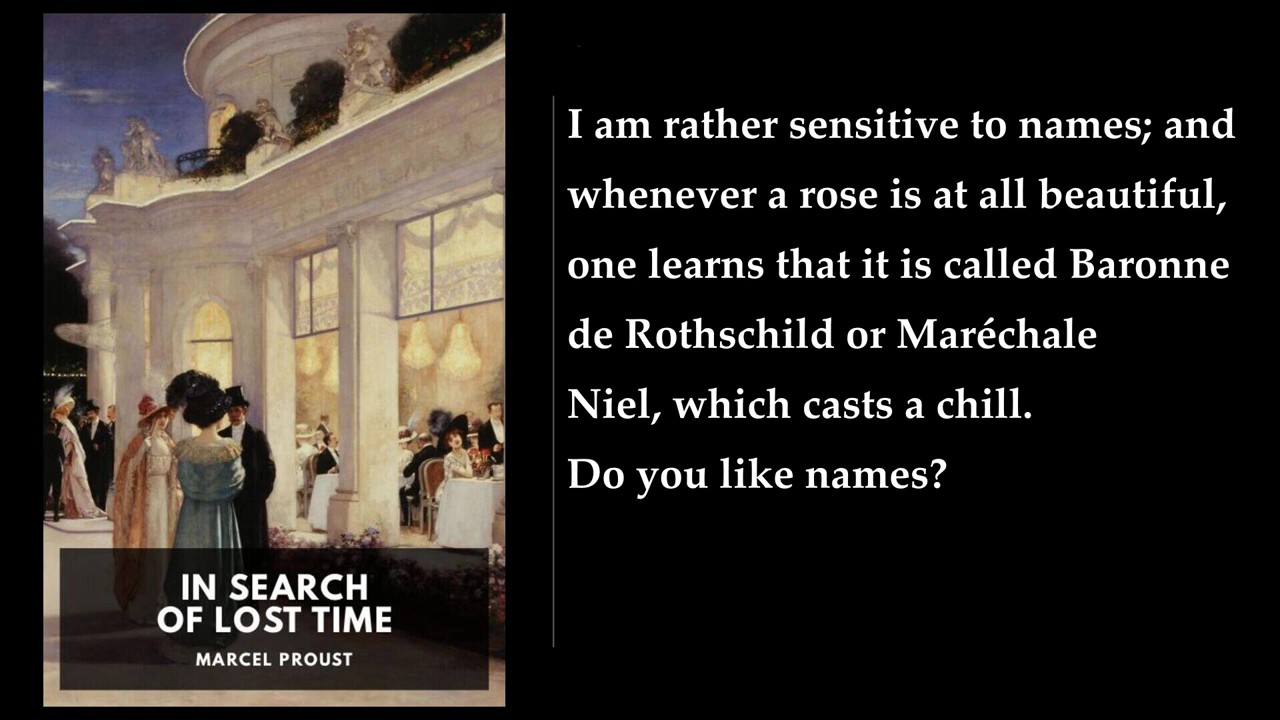 IN SEARCH
OF LOST TIME
MARCEL PROUST
I am rather sensitive to names; and
whenever a rose is at all beautiful,
one learns that it is called Baronne
de Rothschild or Maréchale
Niel, which casts a chill.
Do you like names?